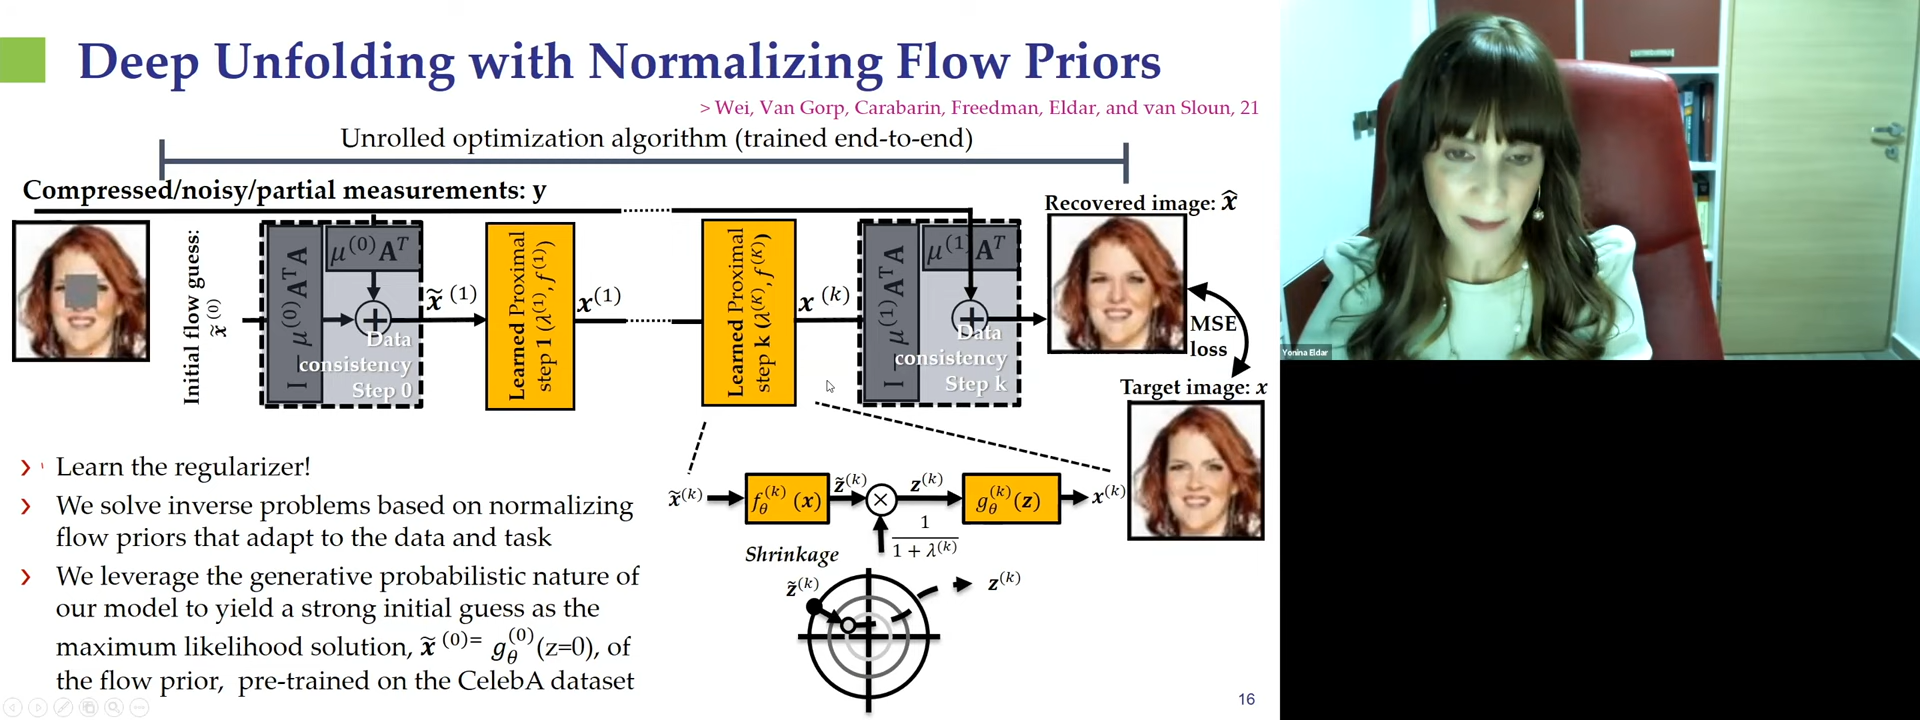 Deep Unfolding with Normalizing Flow Priors
> Wei, Van Gorp, Carabarin, Freedman, Eldar, and van Sloun, 21
Unrolled optimization algorithm (trained end-to-end)
Compressed/noisy/partial measurements: y
Recovered image: x̂
Initial flow guess:
x̃⁽⁰⁾
I _ μ⁽⁰⁾AᵀA
μ⁽⁰⁾Aᵀ
+
Data
consistency
Step 0
x̃⁽¹⁾
Learned Proximal
step 1 (λ⁽¹⁾, f⁽¹⁾)
x⁽¹⁾
Learned Proximal
step k (λ⁽ᵏ⁾, f⁽ᵏ⁾)
x⁽ᵏ⁾
I _ μ⁽¹⁾AᵀA
μ⁽¹⁾Aᵀ
+
Data
consistency
Step k
MSE
loss
Target image: x
› Learn the regularizer!
› We solve inverse problems based on normalizing
flow priors that adapt to the data and task
› We leverage the generative probabilistic nature of
our model to yield a strong initial guess as the
maximum likelihood solution, x̃⁽⁰⁾⁼ g_θ⁽⁰⁾(z=0), of
the flow prior, pre-trained on the CelebA dataset
x̃⁽ᵏ⁾
f_θ⁽ᵏ⁾(x)
z̃⁽ᵏ⁾
×
z⁽ᵏ⁾
g_θ⁽ᵏ⁾(z)
x⁽ᵏ⁾
1
1 + λ⁽ᵏ⁾
Shrinkage
z̃⁽ᵏ⁾
z⁽ᵏ⁾
16
Yonina Eldar